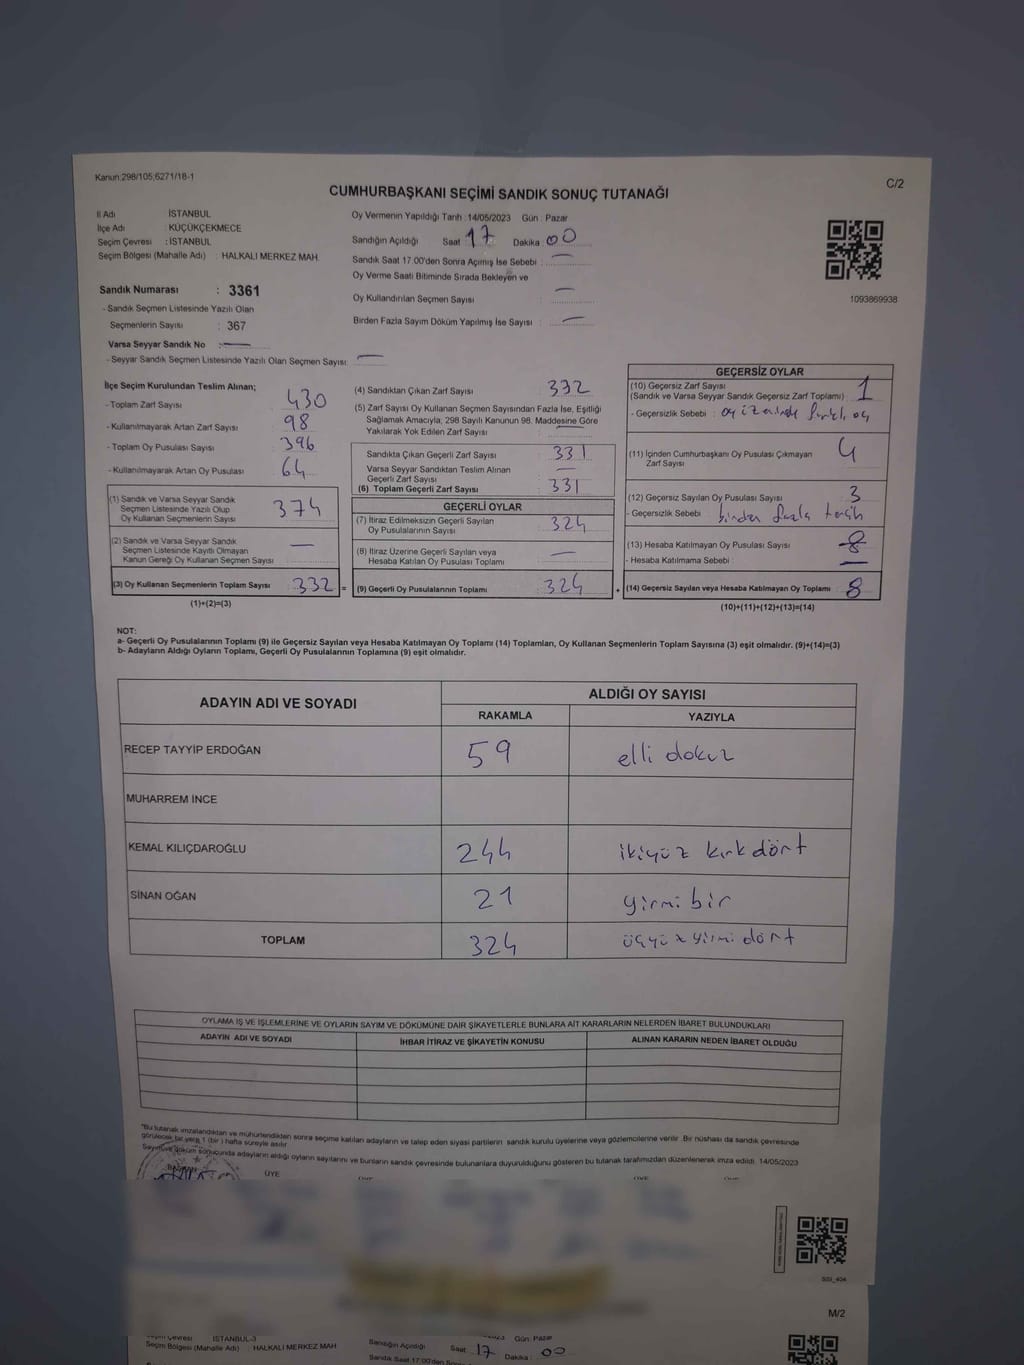 Kanun:298/105;6271/18-1
C/2
CUMHURBAŞKANI SEÇİMİ SANDIK SONUÇ TUTANAĞI
İl Adı İSTANBUL
İlçe Adı : KÜÇÜKÇEKMECE
Seçim Çevresi : İSTANBUL
Seçim Bölgesi (Mahalle Adı) : HALKALI MERKEZ MAH.
Sandık Numarası : 3361
- Sandık Seçmen Listesinde Yazılı Olan
Seçmenlerin Sayısı : 367
Varsa Seyyar Sandık No : —
- Seyyar Sandık Seçmen Listesinde Yazılı Olan Seçmen Sayısı: —
Oy Vermenin Yapıldığı Tarih :14/05/2023 Gün : Pazar
Sandığın Açıldığı Saat 17 Dakika 00
Sandık Saat 17.00'den Sonra Açılmış İse Sebebi : —
Oy Verme Saati Bitiminde Sırada Bekleyen ve
Oy Kullandırılan Seçmen Sayısı : —
Birden Fazla Sayım Döküm Yapılmış İse Sayısı : —
1093869938
İlçe Seçim Kurulundan Teslim Alınan;
- Toplam Zarf Sayısı : 430
- Kullanılmayarak Artan Zarf Sayısı : 98
- Toplam Oy Pusulası Sayısı : 396
- Kullanılmayarak Artan Oy Pusulası : 64
(1) Sandık ve Varsa Seyyar Sandık
Seçmen Listesinde Yazılı Olup
Oy Kullanan Seçmenlerin Sayısı : 374
(2) Sandık ve Varsa Seyyar Sandık
Seçmen Listesinde Kayıtlı Olmayan
Kanun Gereği Oy Kullanan Seçmen Sayısı : —
(3) Oy Kullanan Seçmenlerin Toplam Sayısı : 332 =
(1)+(2)=(3)
(4) Sandıktan Çıkan Zarf Sayısı : 332
(5) Zarf Sayısı Oy Kullanan Seçmen Sayısından Fazla İse, Eşitliği
Sağlamak Amacıyla; 298 Sayılı Kanunun 98. Maddesine Göre
Yakılarak Yok Edilen Zarf Sayısı :
Sandıkta Çıkan Geçerli Zarf Sayısı : 331
Varsa Seyyar Sandıktan Teslim Alınan
Geçerli Zarf Sayısı : —
(6) Toplam Geçerli Zarf Sayısı : 331
GEÇERLİ OYLAR
(7) İtiraz Edilmeksizin Geçerli Sayılan
Oy Pusulalarının Sayısı : 324
(8) İtiraz Üzerine Geçerli Sayılan veya
Hesaba Katılan Oy Pusulası Toplamı : —
(9) Geçerli Oy Pusulalarının Toplamı : 324 +
GEÇERSİZ OYLAR
(10) Geçersiz Zarf Sayısı
(Sandık ve Varsa Seyyar Sandık Geçersiz Zarf Toplamı) : 1
- Geçersizlik Sebebi :
(11) İçinden Cumhurbaşkanı Oy Pusulası Çıkmayan
Zarf Sayısı : 4
(12) Geçersiz Sayılan Oy Pusulası Sayısı : 3
- Geçersizlik Sebebi : birden fazla tercih
(13) Hesaba Katılmayan Oy Pusulası Sayısı : 8
- Hesaba Katılmama Sebebi : —
(14) Geçersiz Sayılan veya Hesaba Katılmayan Oy Toplamı : 8
(10)+(11)+(12)+(13)=(14)
NOT:
a- Geçerli Oy Pusulalarının Toplamı (9) ile Geçersiz Sayılan veya Hesaba Katılmayan Oy Toplamı (14) Toplamları, Oy Kullanan Seçmenlerin Toplam Sayısına (3) eşit olmalıdır. (9)+(14)=(3)
b- Adayların Aldığı Oyların Toplamı, Geçerli Oy Pusulalarının Toplamına (9) eşit olmalıdır.
ADAYIN ADI VE SOYADI ALDIĞI OY SAYISI
RAKAMLA YAZIYLA
RECEP TAYYİP ERDOĞAN 59 elli dokuz
MUHARREM İNCE
KEMAL KILIÇDAROĞLU 244 ikiyüz kırk dört
SİNAN OĞAN 21 yirmi bir
TOPLAM 324 üçyüz yirmi dört
OYLAMA İŞ VE İŞLEMLERİNE VE OYLARIN SAYIM VE DÖKÜMÜNE DAİR ŞİKAYETLERLE BUNLARA AİT KARARLARIN NELERDEN İBARET BULUNDUKLARI
ADAYIN ADI VE SOYADI İHBAR İTİRAZ VE ŞİKAYETİN KONUSU ALINAN KARARIN NEDEN İBARET OLDUĞU
"Bu tutanak imzalandıktan ve mühürlendikten sonra seçime katılan adayların ve talep eden siyasi partilerin sandık kurulu üyelerine veya gözlemcilerine verilir. Bir nüshası da sandık çevresinde
görülecek bir yere 1 (bir) hafta süreyle asılır.
Sayım ve döküm sonucunda adayların aldığı oyların sayılarını ve bunların sandık çevresinde bulunanlara duyurulduğunu gösteren bu tutanak tarafımızdan düzenlenerek imza edildi. 14/05/2023
BAŞKAN ÜYE
SSI_404
M/2
Seçim Çevresi İSTANBUL-3
Seçim Bölgesi (Mahalle Adı) : HALKALI MERKEZ MAH
Gün: Pazar
Sandığın Açıldığı Saat 17 Dakika : 00
Sandık Saat 17.00'den Sonra Açılmış İse Sebebi